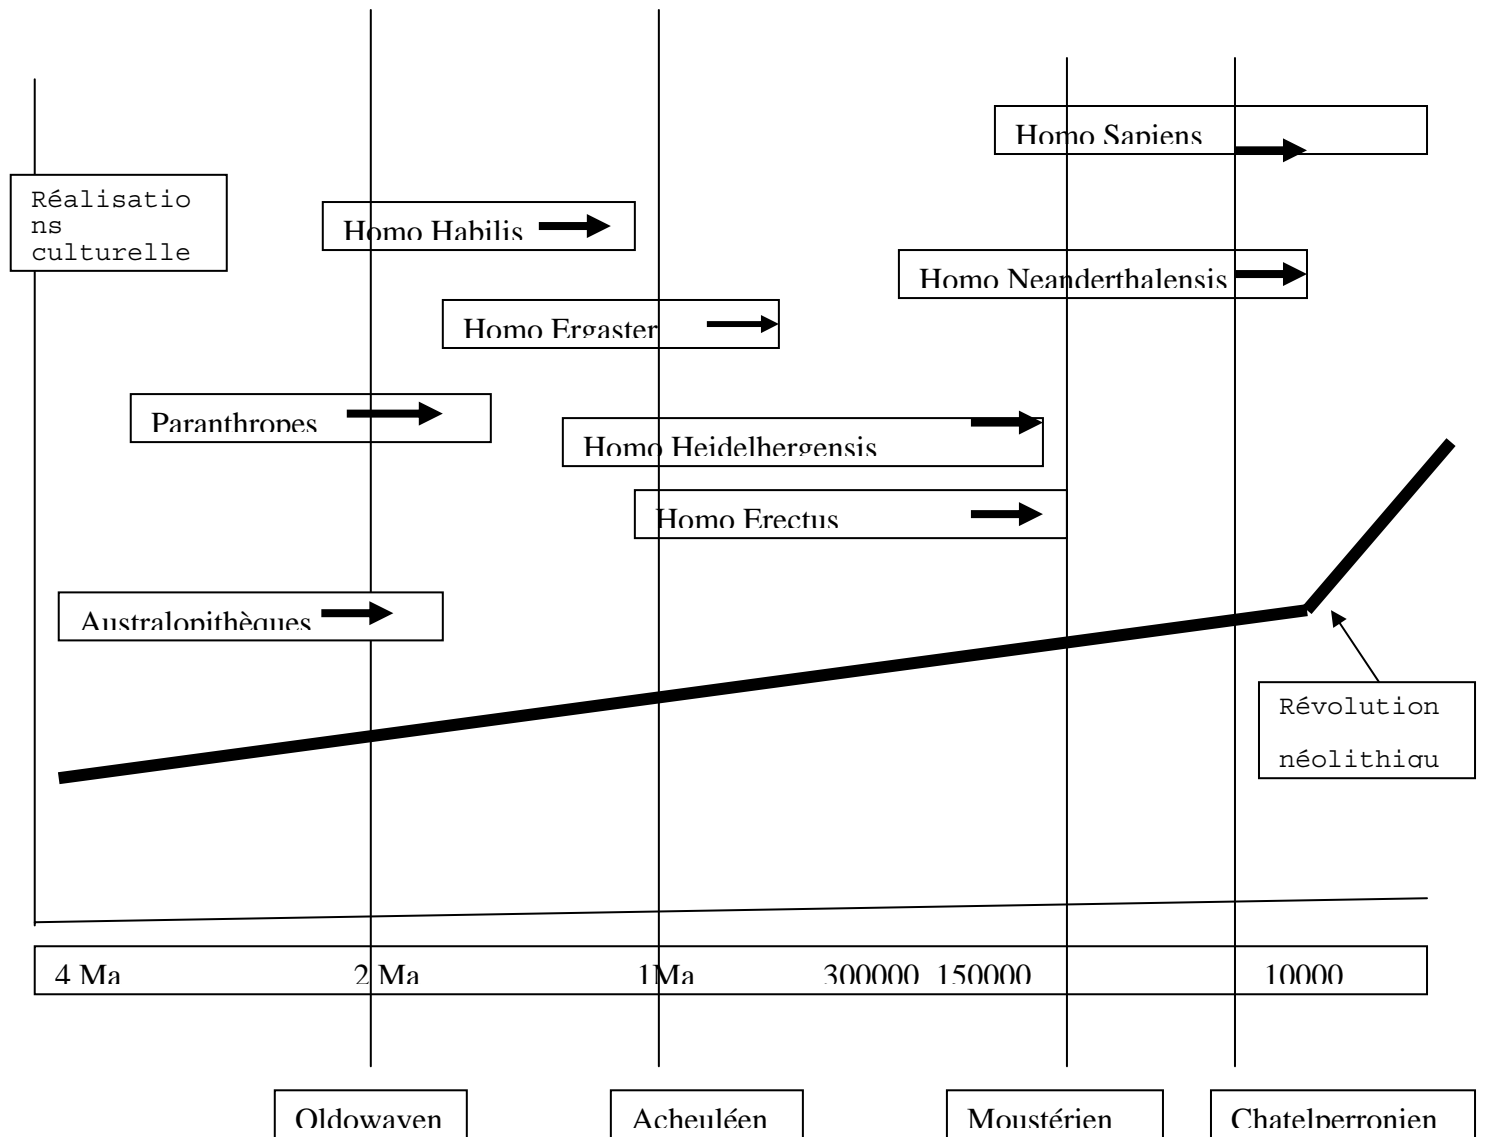 Homo Sapiens
Réalisatio
ns
culturelle
Homo Habilis
Homo Neanderthalensis
Homo Ergaster
Paranthropes
Homo Heidelbergensis
Homo Erectus
Australopithèques
Révolution
néolithiqu
4 Ma 2 Ma 1Ma 300000 150000 10000
Oldowayen Acheuléen Moustérien Chatelperronien